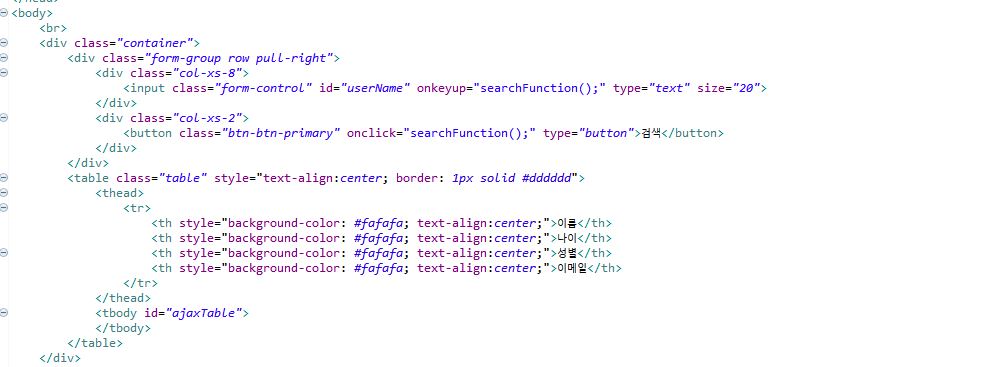 <body>
<br>
<div class="container">
<div class="form-group row pull-right">
<div class="col-xs-8">
<input class="form-control" id="userName" onkeyup="searchFunction();" type="text" size="20">
</div>
<div class="col-xs-2">
<button class="btn-btn-primary" onclick="searchFunction();" type="button">검색</button>
</div>
</div>
<table class="table" style="text-align:center; border: 1px solid #dddddd">
<thead>
<tr>
<th style="background-color: #fafafa; text-align:center;">이름</th>
<th style="background-color: #fafafa; text-align:center;">나이</th>
<th style="background-color: #fafafa; text-align:center;">성별</th>
<th style="background-color: #fafafa; text-align:center;">이메일</th>
</tr>
</thead>
<tbody id="ajaxTable">
</tbody>
</table>
</div>